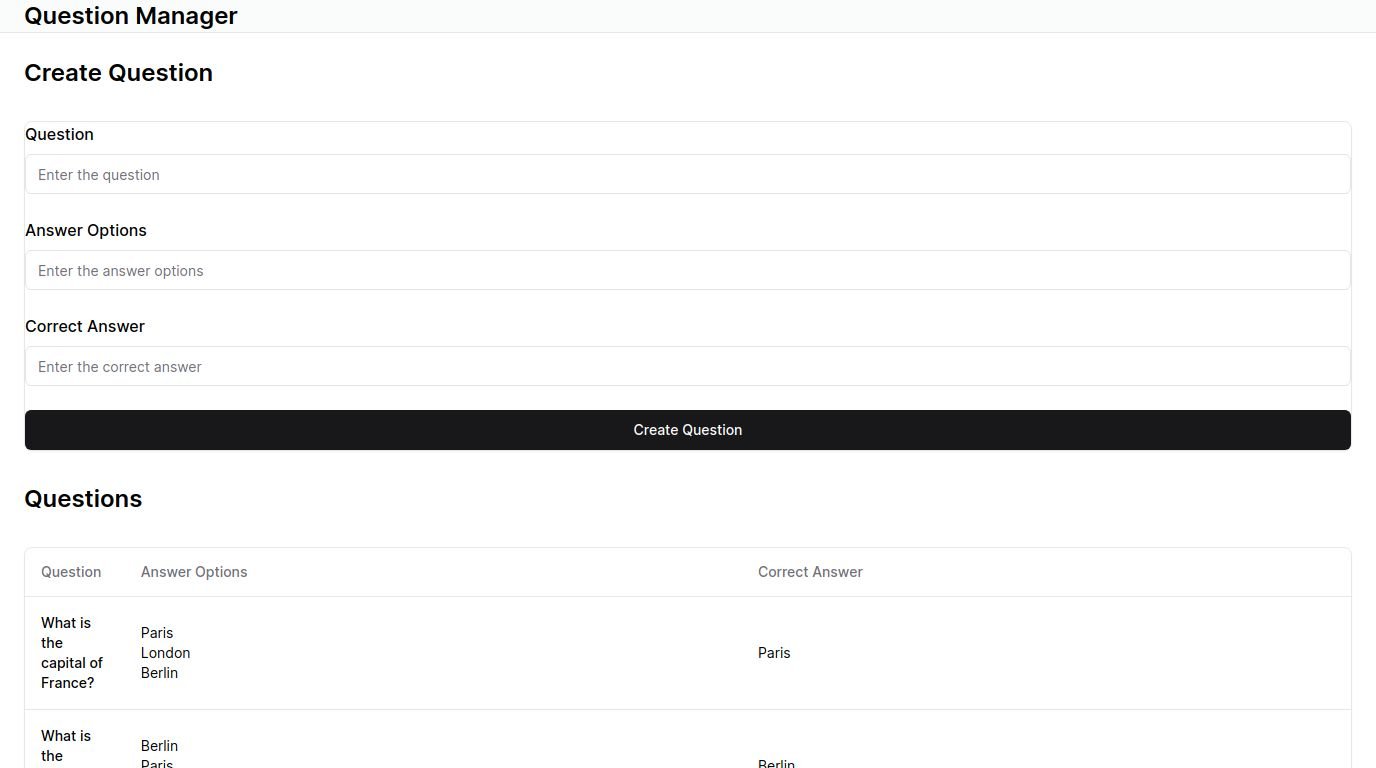 Question Manager
Create Question
Question
Enter the question
Answer Options
Enter the answer options
Correct Answer
Enter the correct answer
Create Question
Questions
Question Answer Options Correct Answer
What is
the
capital of
France?
Paris
London
Berlin
Paris
What is
the
Berlin
Paris
Berlin